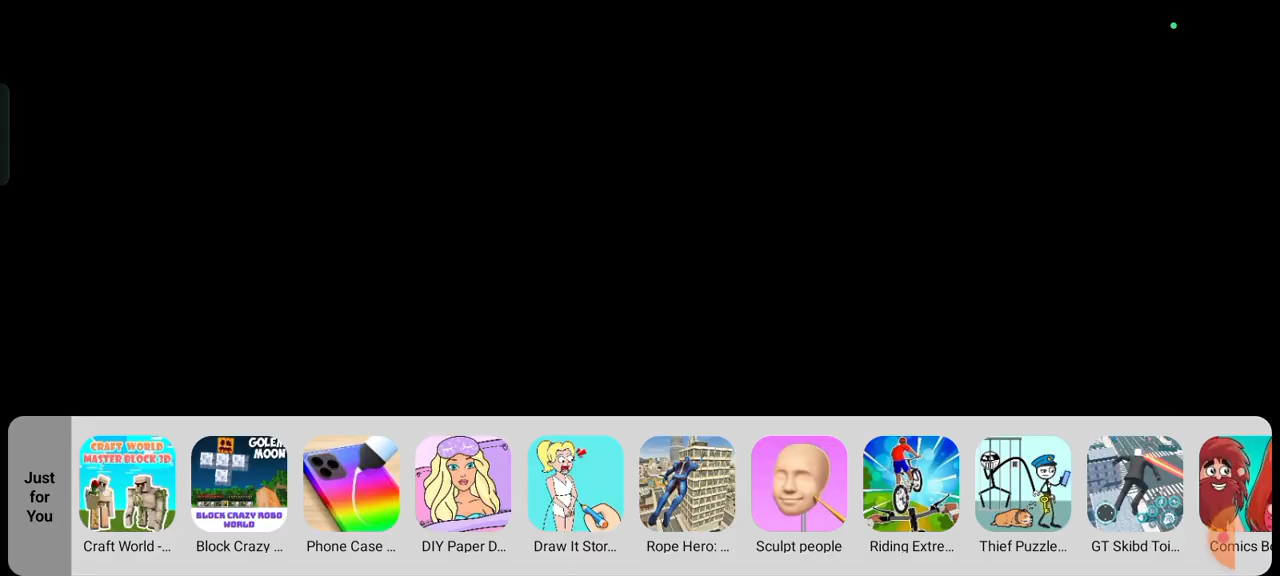 Just
for
You
CRAFT WORLD
MASTER BLOCK 3D
GOLEM
MOON
BLOCK CRAZY ROBO
WORLD
Craft World -...
Block Crazy ...
Phone Case ...
DIY Paper D...
Draw It Stor...
Rope Hero: ...
Sculpt people
Riding Extre...
Thief Puzzle...
GT Skibd Toi...
Comics Bo